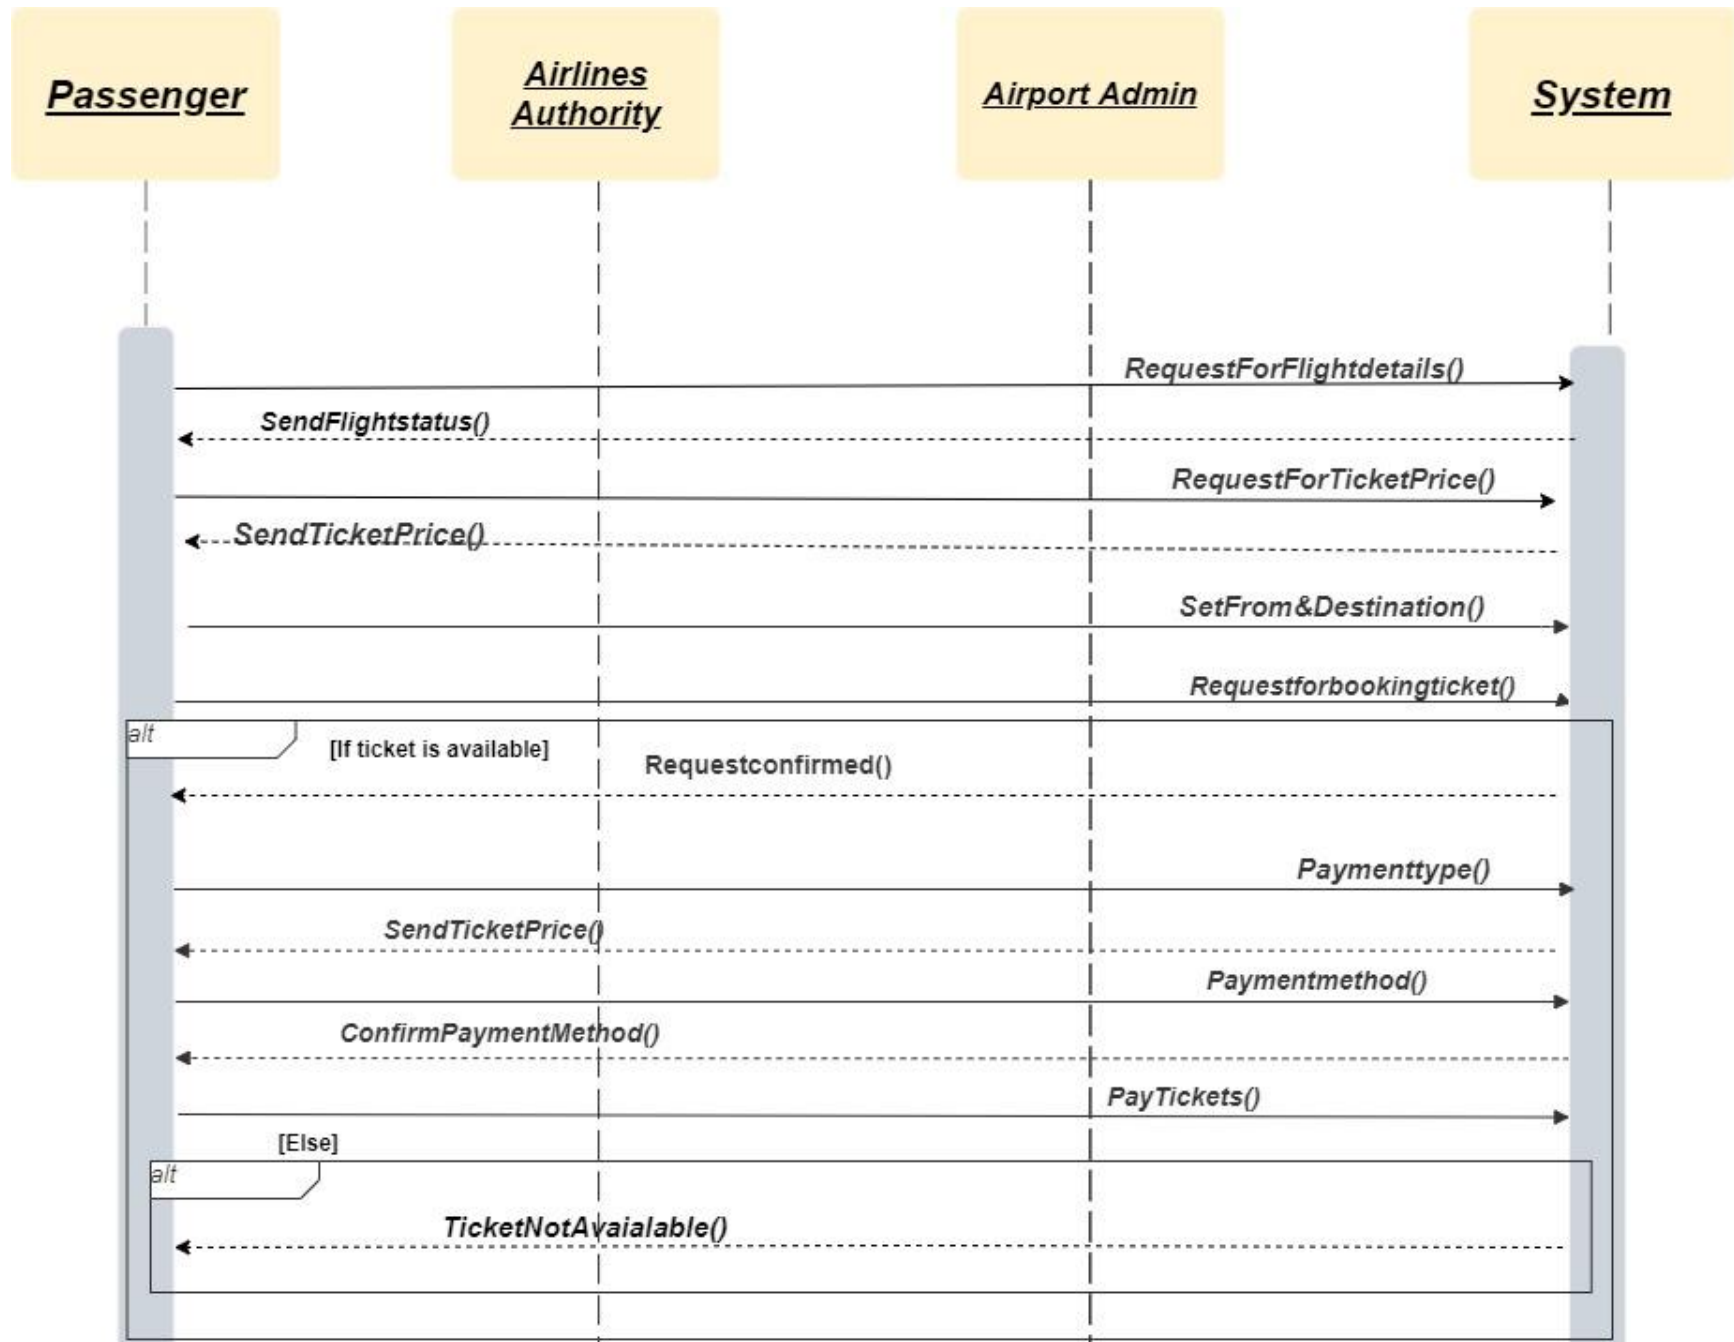 Passenger
Airlines
Authority
Airport Admin
System
RequestForFlightdetails()
SendFlightstatus()
RequestForTicketPrice()
SendTicketPrice()
SetFrom&Destination()
Requestforbookingticket()
alt
[If ticket is available]
Requestconfirmed()
Paymenttype()
SendTicketPrice()
Paymentmethod()
ConfirmPaymentMethod()
PayTickets()
[Else]
alt
TicketNotAvaialable()